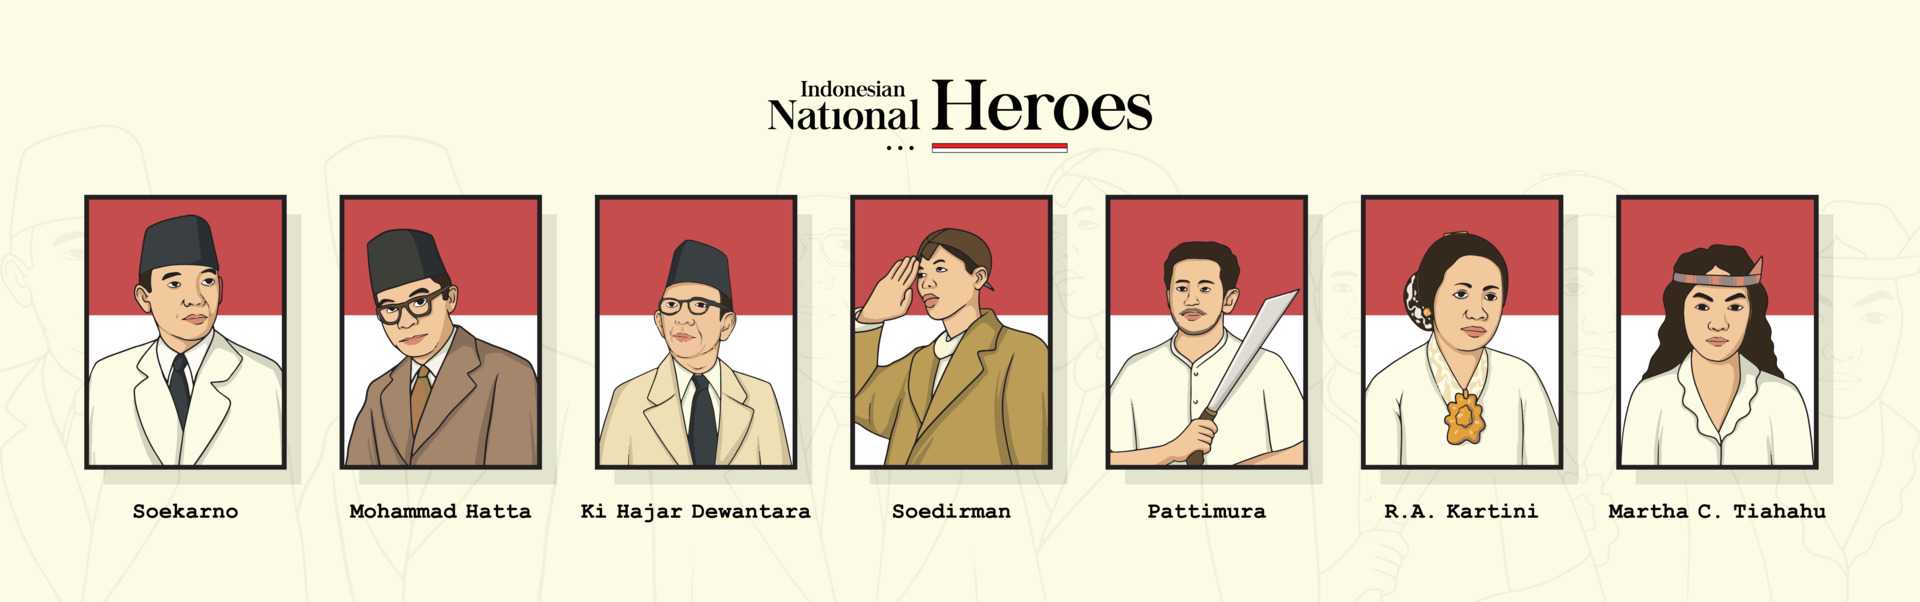 Indonesian
National Heroes
...
Soekarno
Mohammad Hatta
Ki Hajar Dewantara
Soedirman
Pattimura
R.A. Kartini
Martha C. Tiahahu